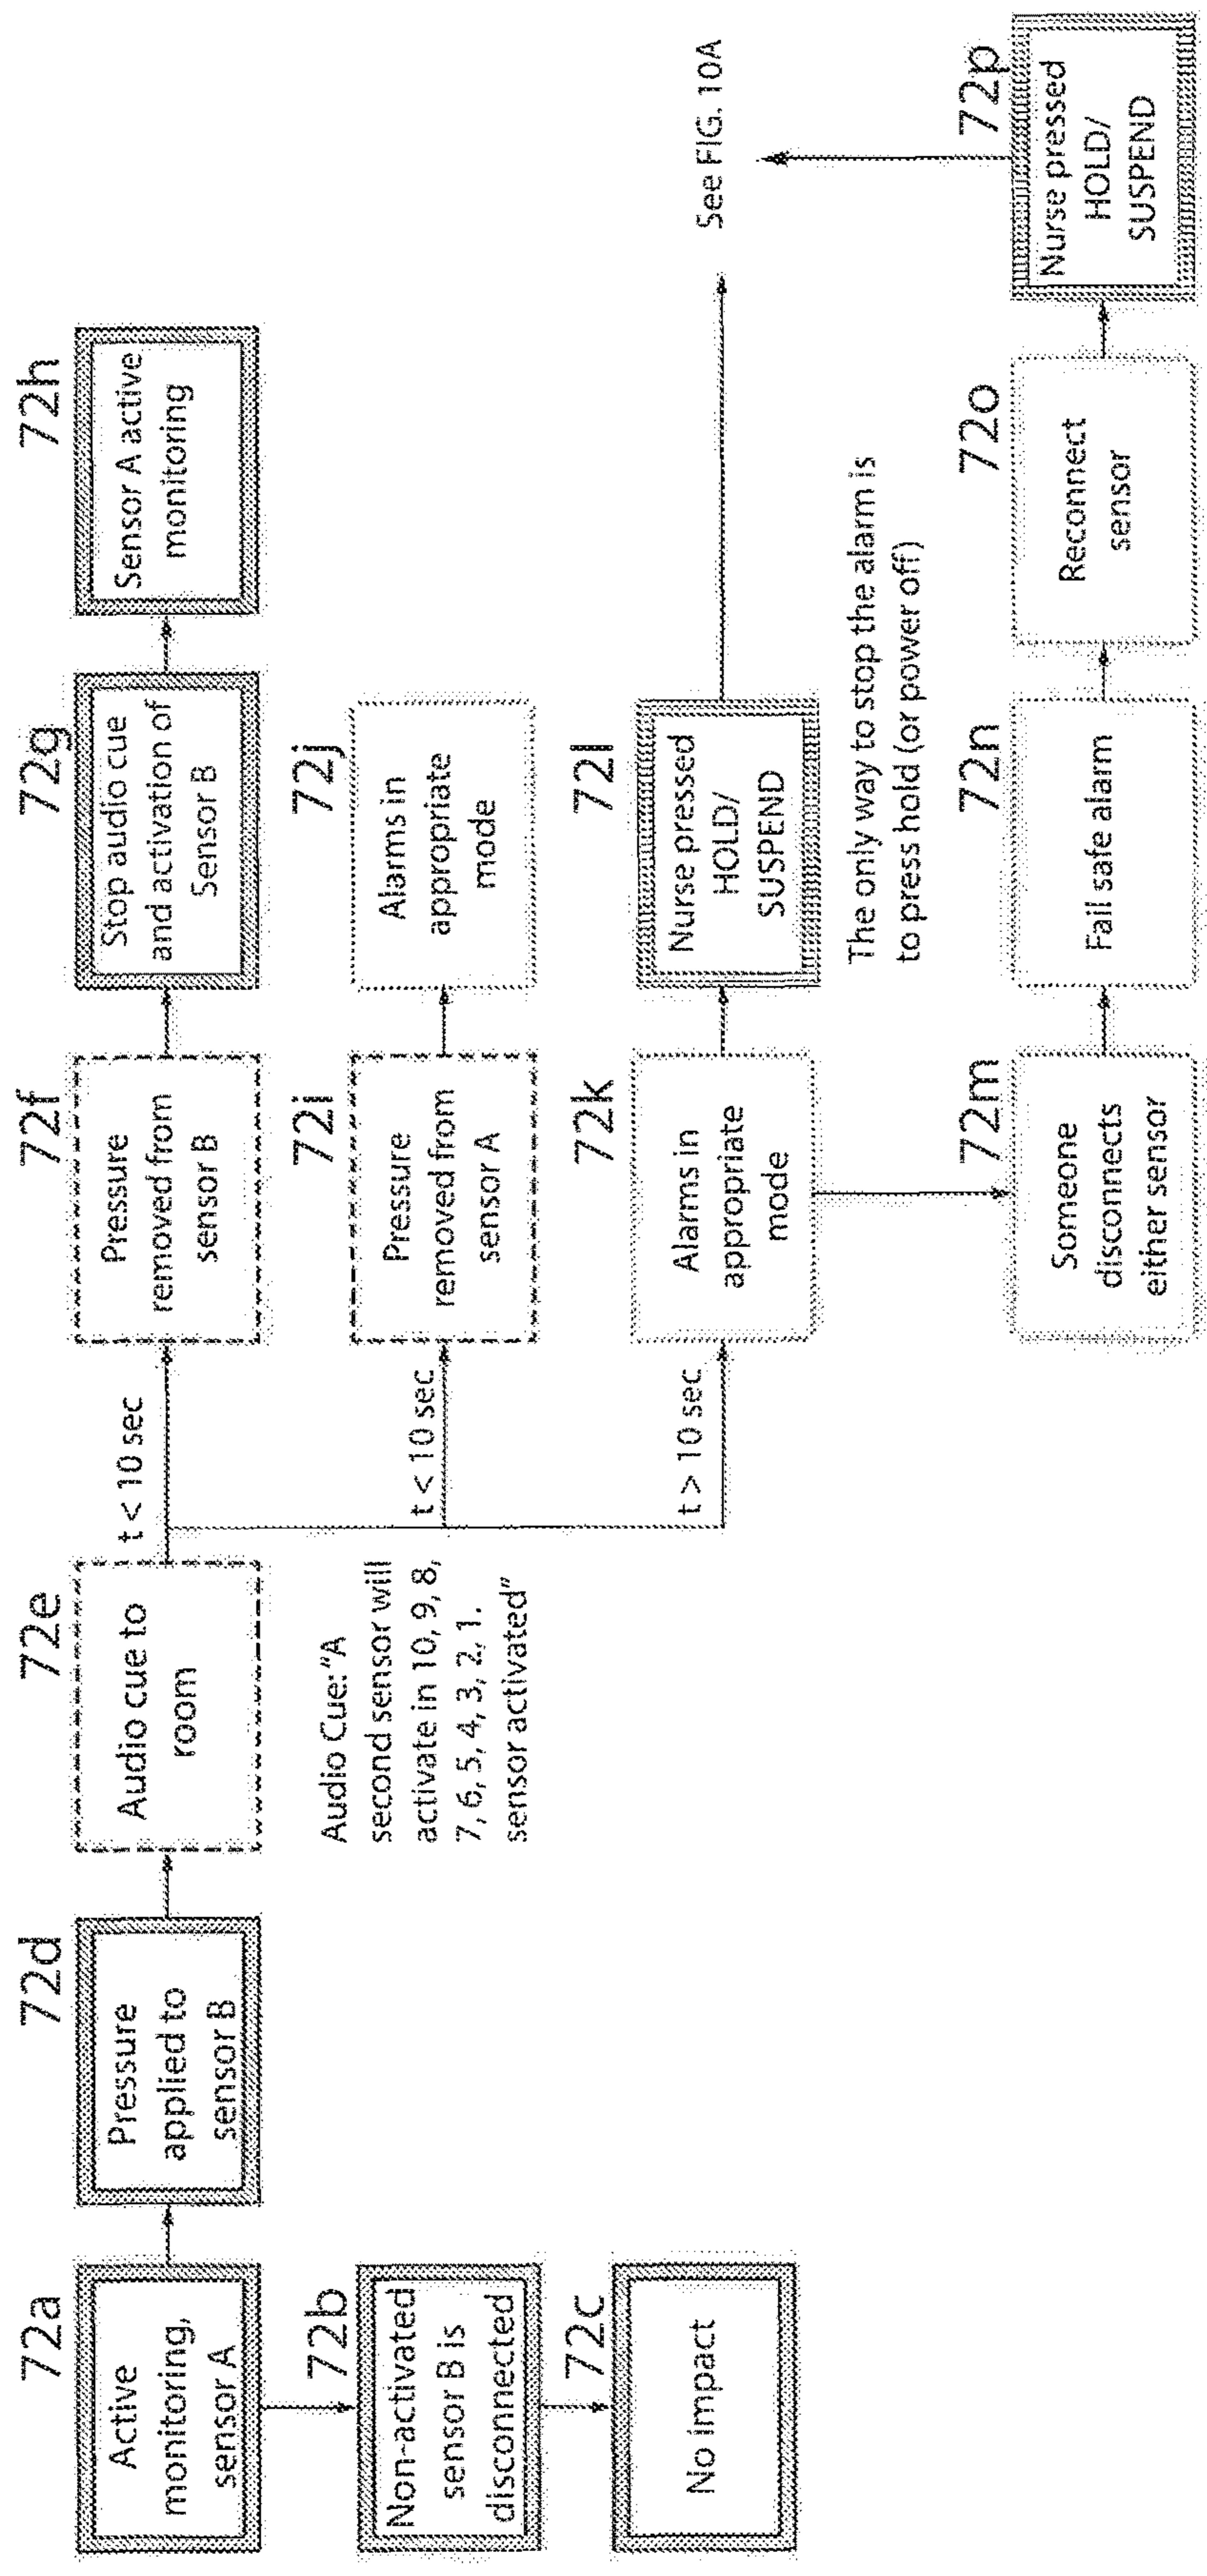 72a
Active
monitoring,
sensor A
72b
Non-activated
sensor B is
disconnected
72c
No impact
72d
Pressure
applied to
sensor B
72e
Audio cue to
room
Audio Cue: "A
second sensor will
activate in 10, 9, 8,
7, 6, 5, 4, 3, 2, 1.
sensor activated"
t < 10 sec
72f
Pressure
removed from
sensor B
72g
Stop audio cue
and activation of
Sensor B
72h
Sensor A active
monitoring
t < 10 sec
72i
Pressure
removed from
sensor A
72j
Alarms in
appropriate
mode
t > 10 sec
72k
Alarms in
appropriate
mode
72l
Nurse pressed
HOLD/
SUSPEND
See FIG. 10A
The only way to stop the alarm is
to press hold (or power off)
72m
Someone
disconnects
either sensor
72n
Fail safe alarm
72o
Reconnect
sensor
72p
Nurse pressed
HOLD/
SUSPEND